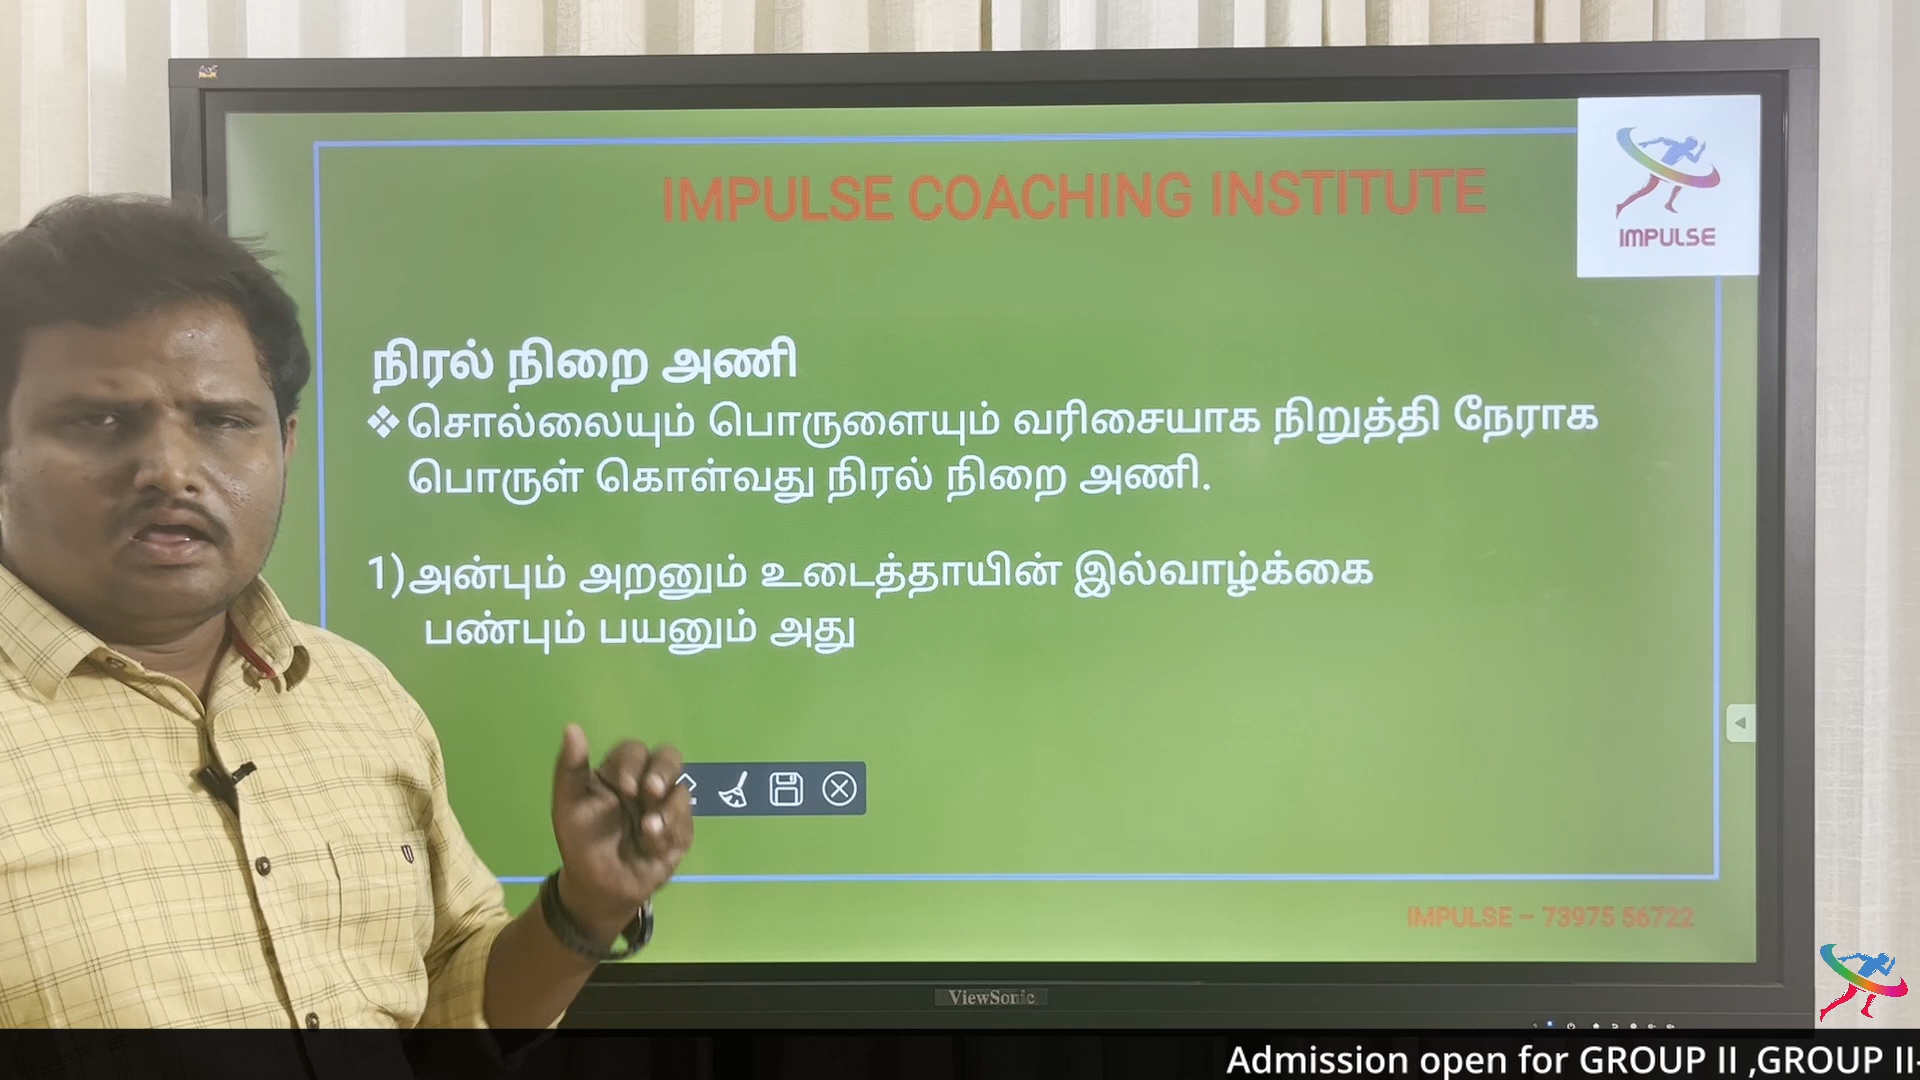 IMPULSE COACHING INSTITUTE
IMPULSE
நிரல் நிறை அணி
❖சொல்லையும் பொருளையும் வரிசையாக நிறுத்தி நேராக
பொருள் கொள்வது நிரல் நிறை அணி.
1)அன்பும் அறனும் உடைத்தாயின் இல்வாழ்க்கை
பண்பும் பயனும் அது
IMPULSE – 73975 56722
ViewSonic
Admission open for GROUP II ,GROUP II-